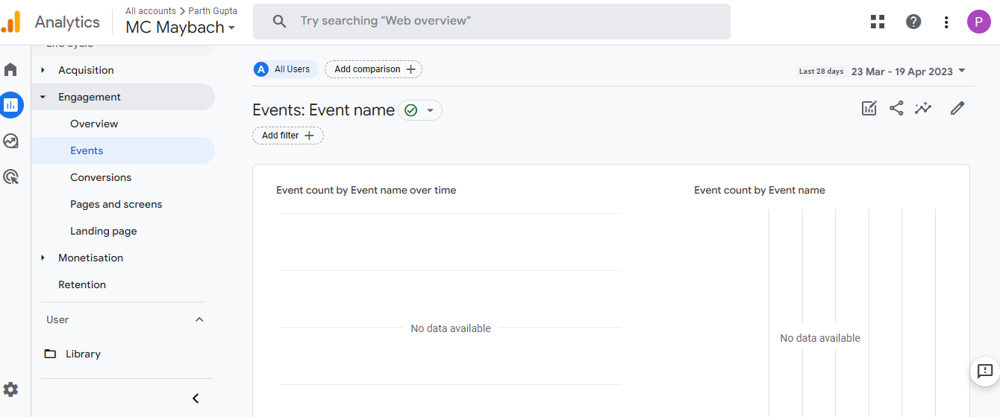 Analytics
All accounts > Parth Gupta
MC Maybach
Try searching "Web overview"
P
Life cycle
Acquisition
Engagement
Overview
Events
Conversions
Pages and screens
Landing page
Monetisation
Retention
User
Library
A All Users
Add comparison +
Last 28 days 23 Mar - 19 Apr 2023
Events: Event name
Add filter +
Event count by Event name over time
No data available
Event count by Event name
No data available